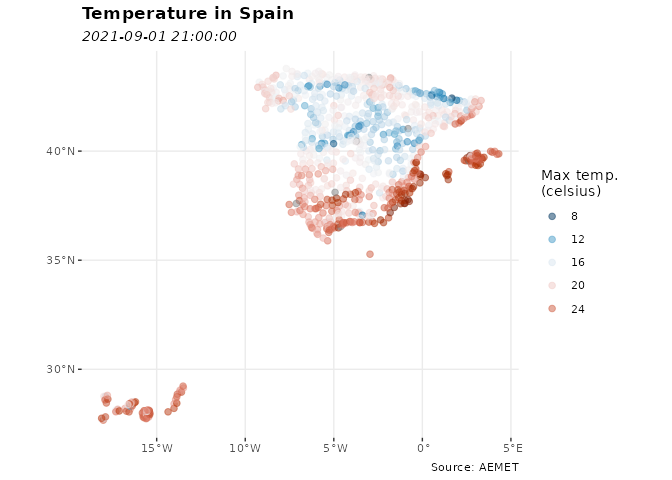 Temperature in Spain
2021-09-01 21:00:00
40°N
35°N
30°N
15°W
10°W
5°W
0°
5°E
Max temp.
(celsius)
8
12
16
20
24
Source: AEMET